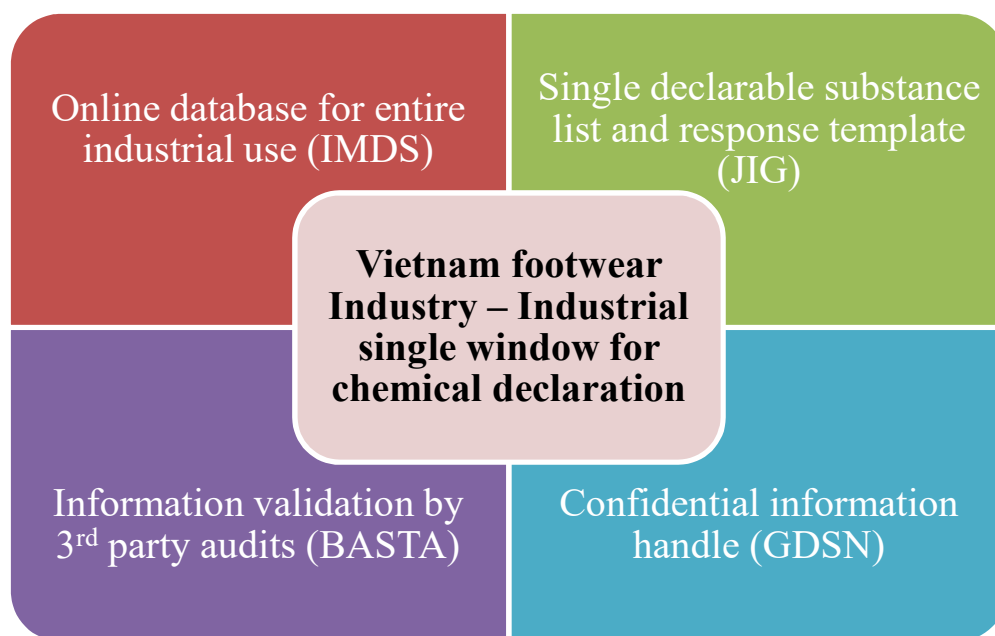 Online database for entire
industrial use (IMDS)
Single declarable substance
list and response template
(JIG)
Vietnam footwear
Industry – Industrial
single window for
chemical declaration
Information validation by
3rd party audits (BASTA)
Confidential information
handle (GDSN)